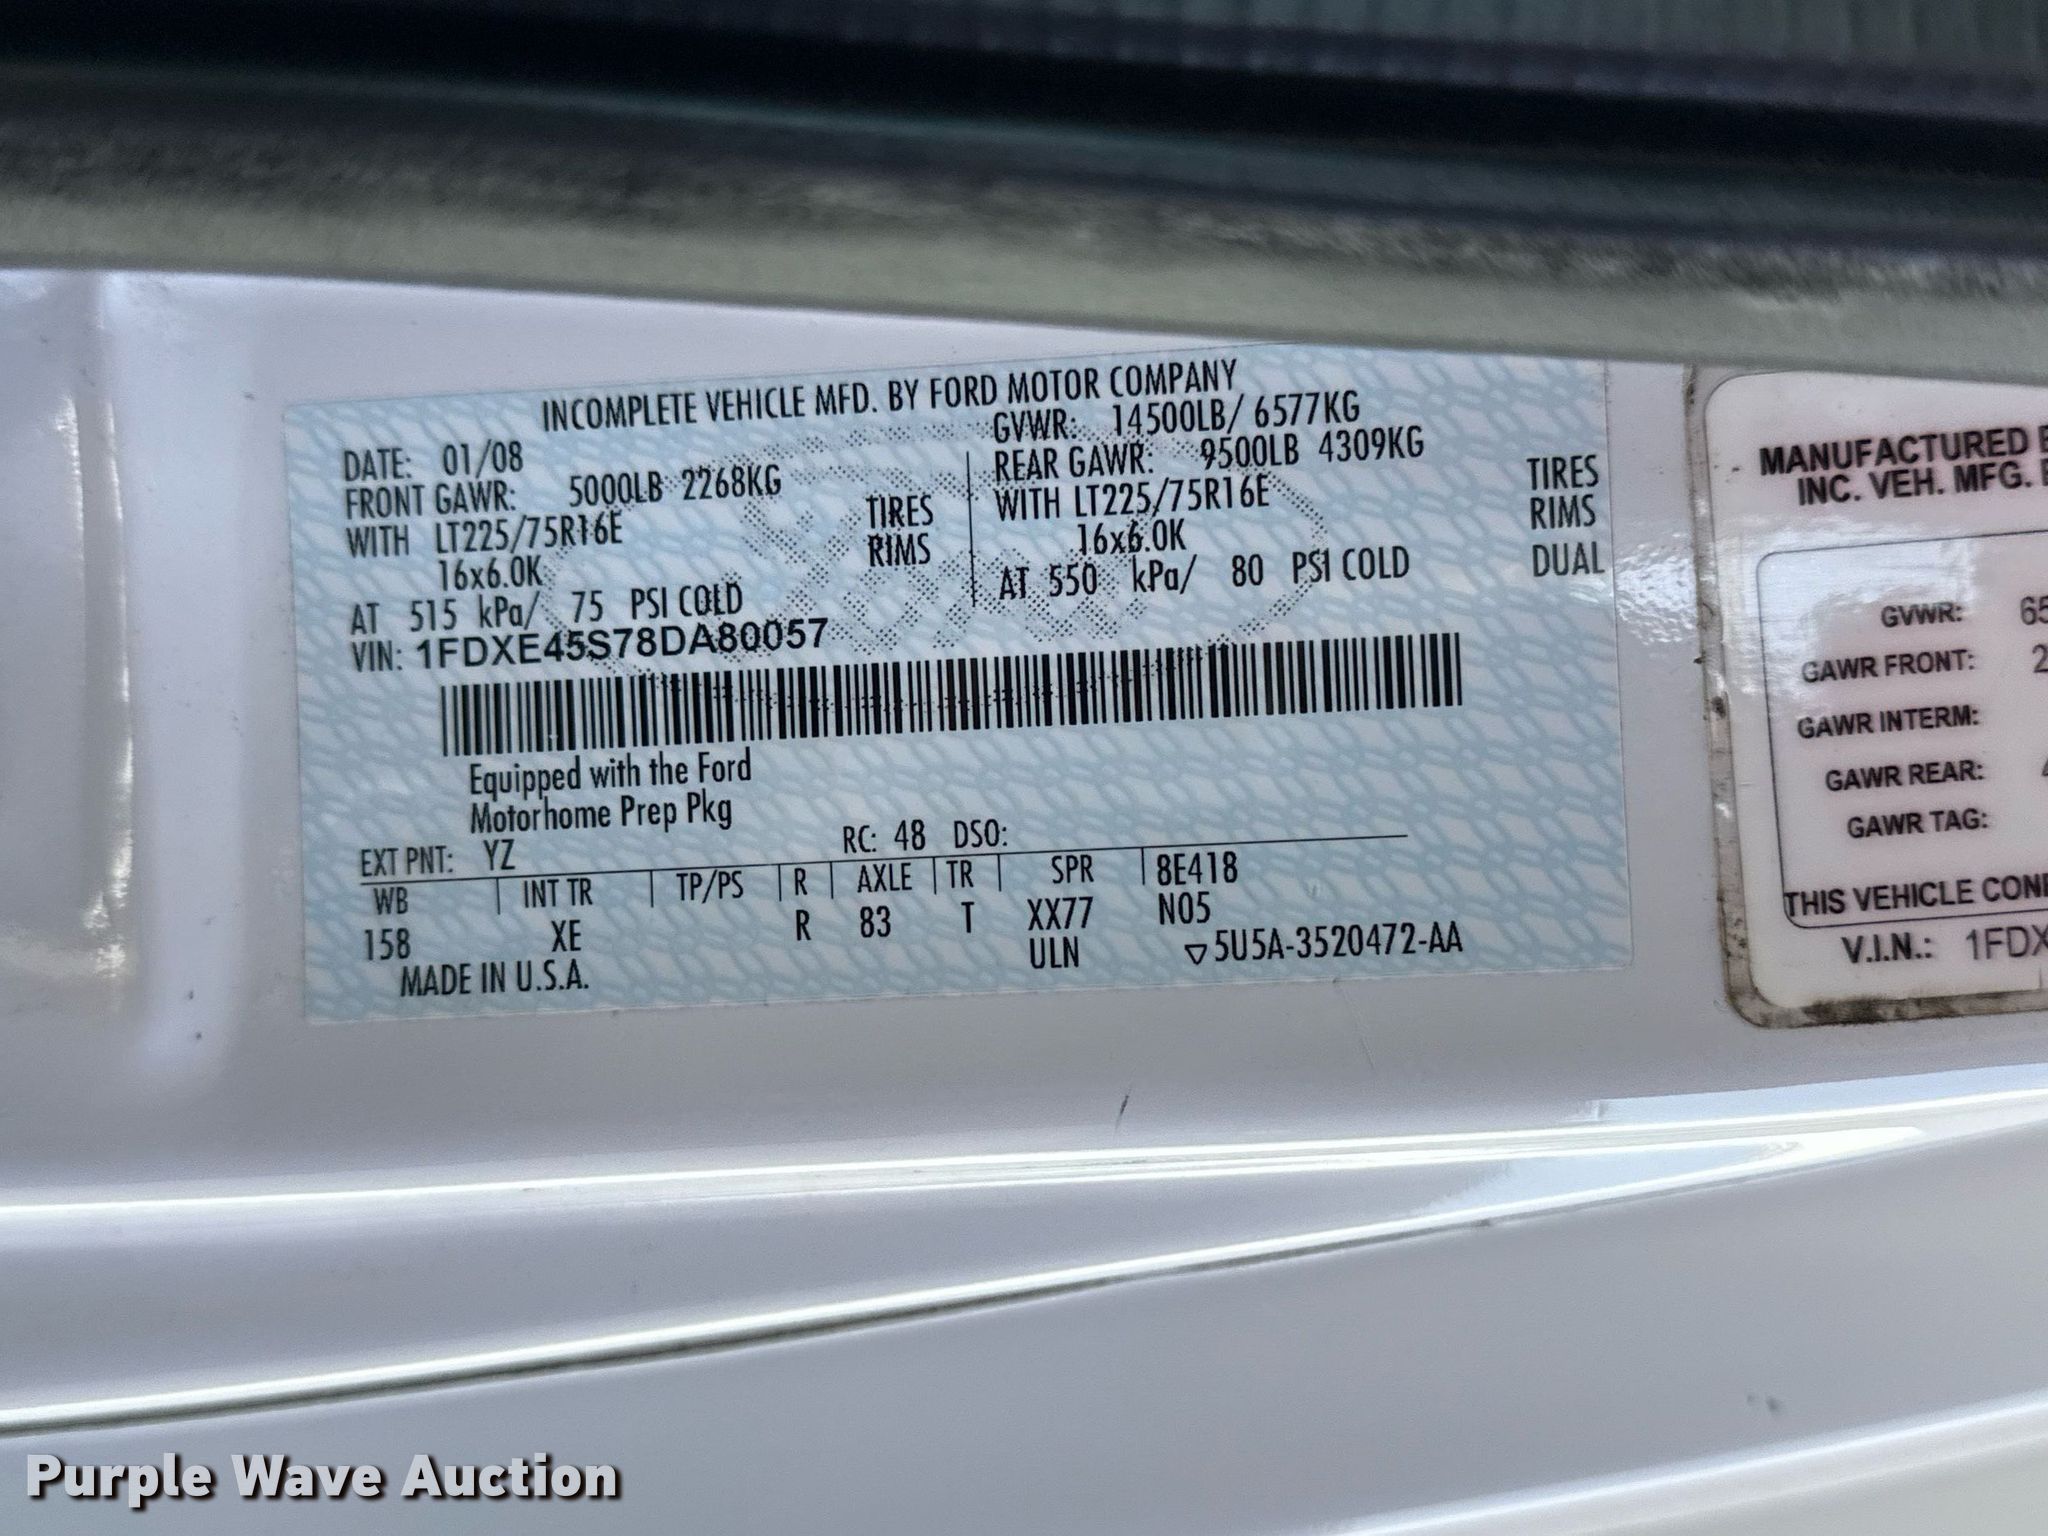 INCOMPLETE VEHICLE MFD. BY FORD MOTOR COMPANY
DATE: 01/08
GVWR: 14500LB/ 6577KG
FRONT GAWR: 5000LB 2268KG
REAR GAWR: 9500LB 4309KG
WITH LT225/75R16E TIRES
WITH LT225/75R16E TIRES
16x6.0K RIMS
16x6.0K RIMS
AT 515 kPa/ 75 PSI COLD
AT 550 kPa/ 80 PSI COLD DUAL
VIN: 1FDXE45S78DA80057
Equipped with the Ford
Motorhome Prep Pkg
EXT PNT: YZ RC: 48 DSO:
WB INT TR TP/PS R AXLE TR SPR 8E418
158 XE R 83 T XX77 N05
ULN ▽5U5A-3520472-AA
MADE IN U.S.A.
MANUFACTURED B
INC. VEH. MFG.
GVWR: 65
GAWR FRONT: 2
GAWR INTERM:
GAWR REAR: 4
GAWR TAG:
THIS VEHICLE CON
V.I.N.: 1FDX
Purple Wave Auction